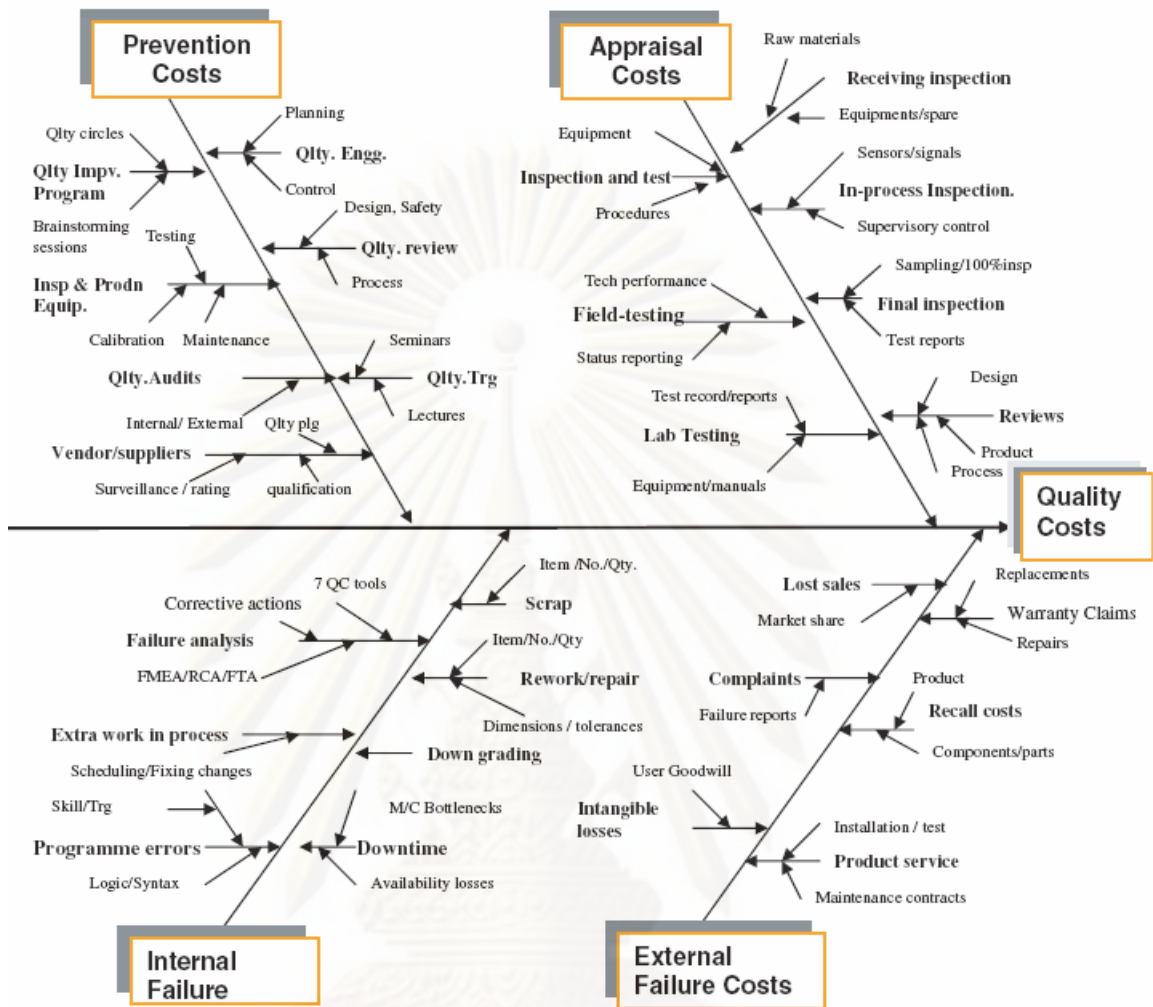 Prevention
Costs
Planning
Qlty circles
Qlty. Engg.
Qlty Impv.
Program
Control
Design, Safety
Brainstorming
sessions
Testing
Qlty. review
Insp & Prodn
Equip.
Process
Calibration
Maintenance
Seminars
Qlty.Audits
Qlty.Trg
Internal/ External
Qlty plg
Lectures
Vendor/suppliers
Surveillance / rating
qualification
Appraisal
Costs
Raw materials
Receiving inspection
Equipments/spare
Equipment
Sensors/signals
Inspection and test
In-process Inspection.
Procedures
Supervisory control
Sampling/100%insp
Tech performance
Final inspection
Field-testing
Test reports
Status reporting
Design
Test record/reports
Reviews
Lab Testing
Product
Process
Equipment/manuals
Quality
Costs
Item /No./Qty.
7 QC tools
Scrap
Corrective actions
Failure analysis
Item/No./Qty
FMEA/RCA/FTA
Rework/repair
Dimensions / tolerances
Extra work in process
Down grading
Scheduling/Fixing changes
Skill/Trg
M/C Bottlenecks
Programme errors
Downtime
Logic/Syntax
Availability losses
Internal
Failure
Replacements
Lost sales
Market share
Warranty Claims
Repairs
Complaints
Product
Failure reports
Recall costs
Components/parts
User Goodwill
Intangible
losses
Installation / test
Product service
Maintenance contracts
External
Failure Costs